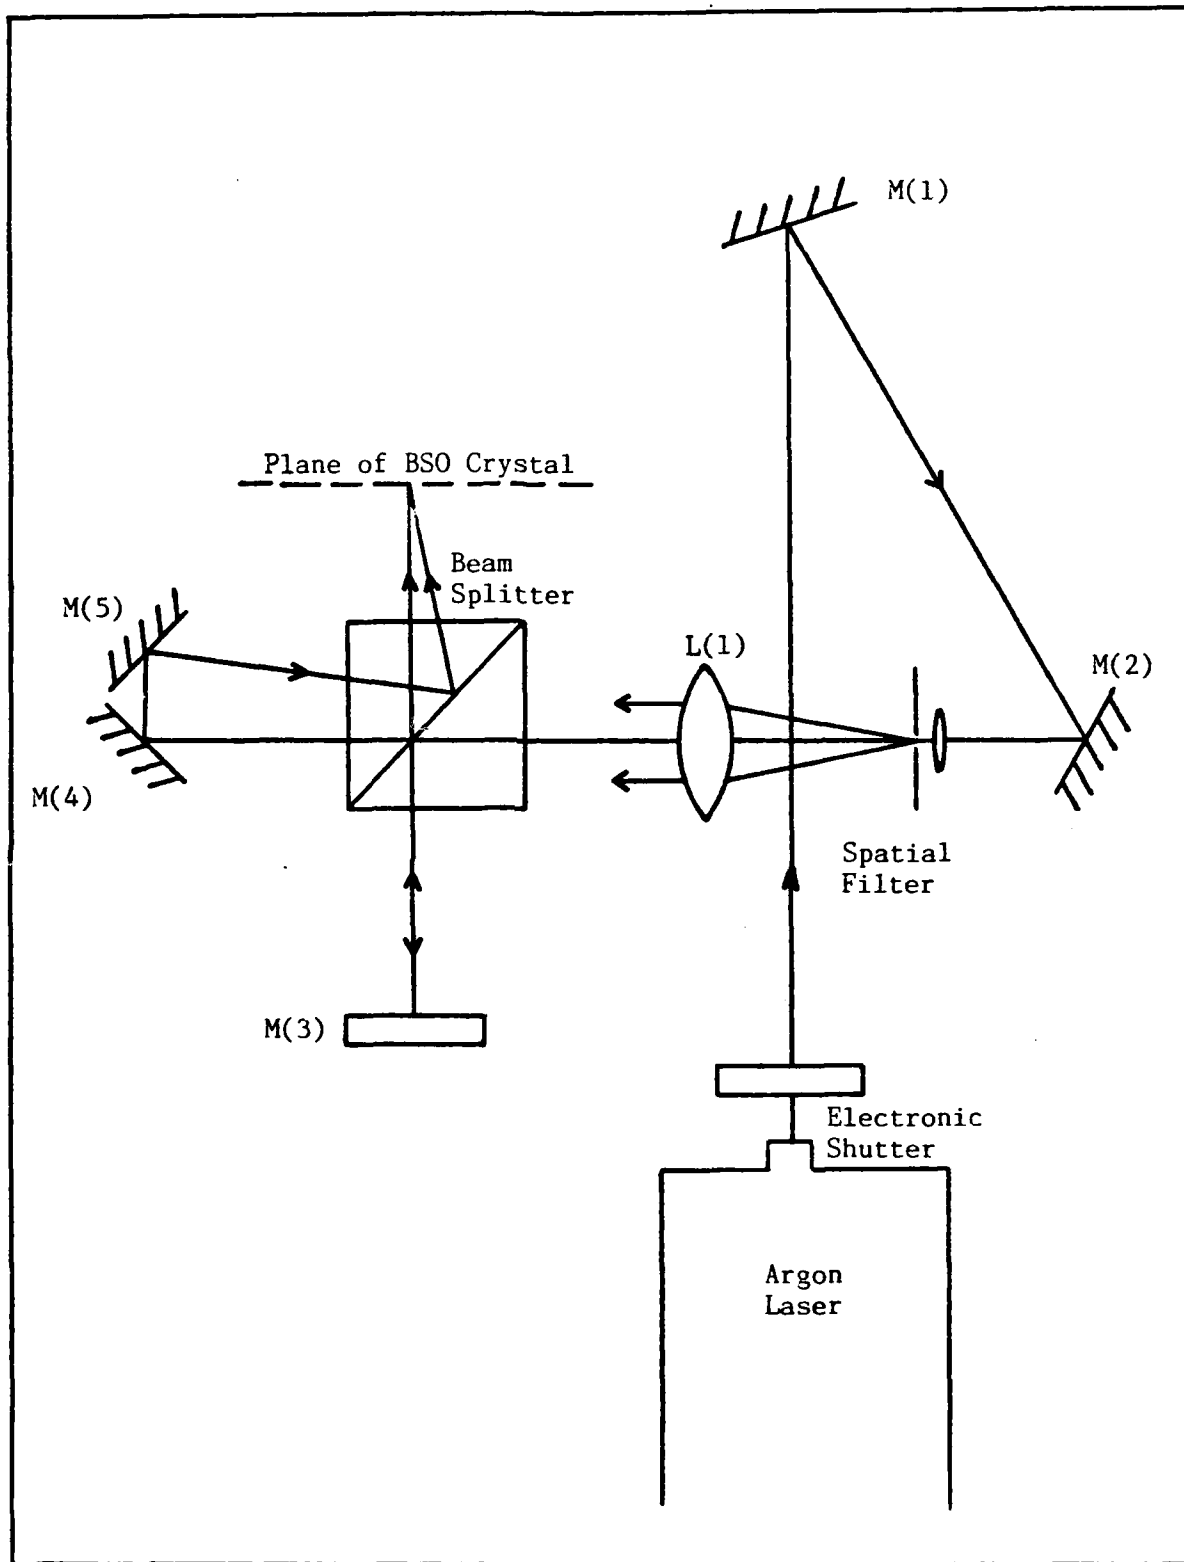 M(1)
Plane of BSO Crystal
Beam
Splitter
M(5)
L(1)
M(2)
M(4)
Spatial
Filter
M(3)
Electronic
Shutter
Argon
Laser